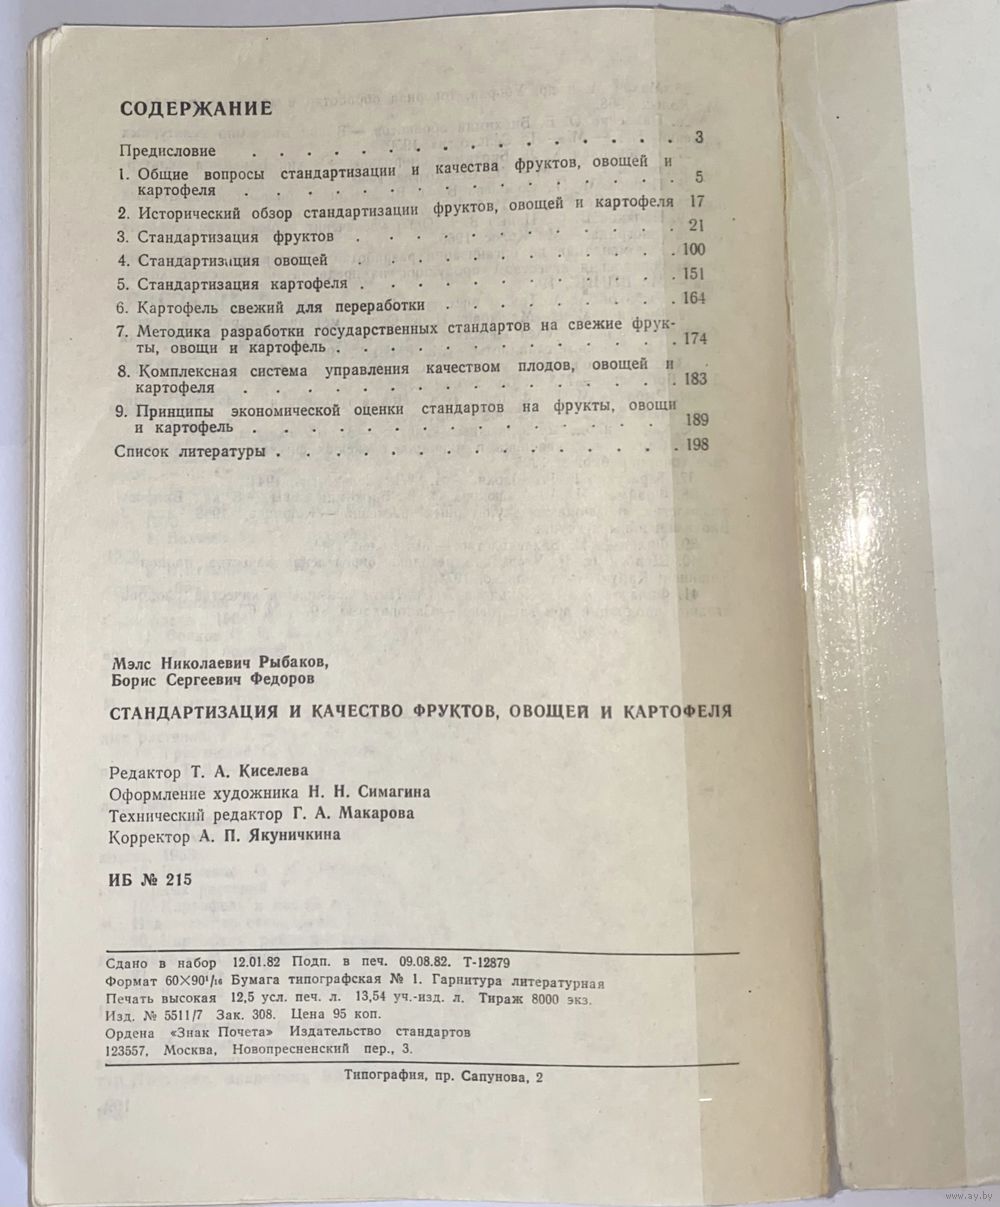 СОДЕРЖАНИЕ
Предисловие . . . . . . . . . . . . . . . . 3
1. Общие вопросы стандартизации и качества фруктов, овощей и
картофеля . . . . . . . . . . . . . . . . 5
2. Исторический обзор стандартизации фруктов, овощей и картофеля 17
3. Стандартизация фруктов . . . . . . . . . . . . 21
4. Стандартизация овощей . . . . . . . . . . . . 100
5. Стандартизация картофеля . . . . . . . . . . . . 151
6. Картофель свежий для переработки . . . . . . . . . 164
7. Методика разработки государственных стандартов на свежие фрук-
ты, овощи и картофель . . . . . . . . . . . . . 174
8. Комплексная система управления качеством плодов, овощей и
картофеля . . . . . . . . . . . . . . . . 183
9. Принципы экономической оценки стандартов на фрукты, овощи
и картофель . . . . . . . . . . . . . . . 189
Список литературы . . . . . . . . . . . . . . . 198
Мэлс Николаевич Рыбаков,
Борис Сергеевич Федоров
СТАНДАРТИЗАЦИЯ И КАЧЕСТВО ФРУКТОВ, ОВОЩЕЙ И КАРТОФЕЛЯ
Редактор Т. А. Киселева
Оформление художника Н. Н. Симагина
Технический редактор Г. А. Макарова
Корректор А. П. Якуничкина
ИБ № 215
Сдано в набор 12.01.82 Подп. в печ. 09.08.82. Т-12879
Формат 60×90¹/₁₆ Бумага типографская № 1. Гарнитура литературная
Печать высокая 12,5 усл. печ. л. 13,54 уч.-изд. л. Тираж 8000 экз.
Изд. № 5511/7 Зак. 308. Цена 95 коп.
Ордена «Знак Почета» Издательство стандартов
123557, Москва, Новопресненский пер., 3.
Типография, пр. Сапунова, 2
www.ay.by